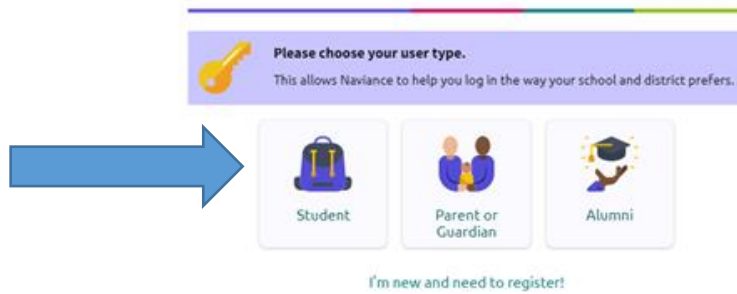 Please choose your user type.
This allows Naviance to help you log in the way your school and district prefers.
Student
Parent or
Guardian
Alumni
I'm new and need to register!